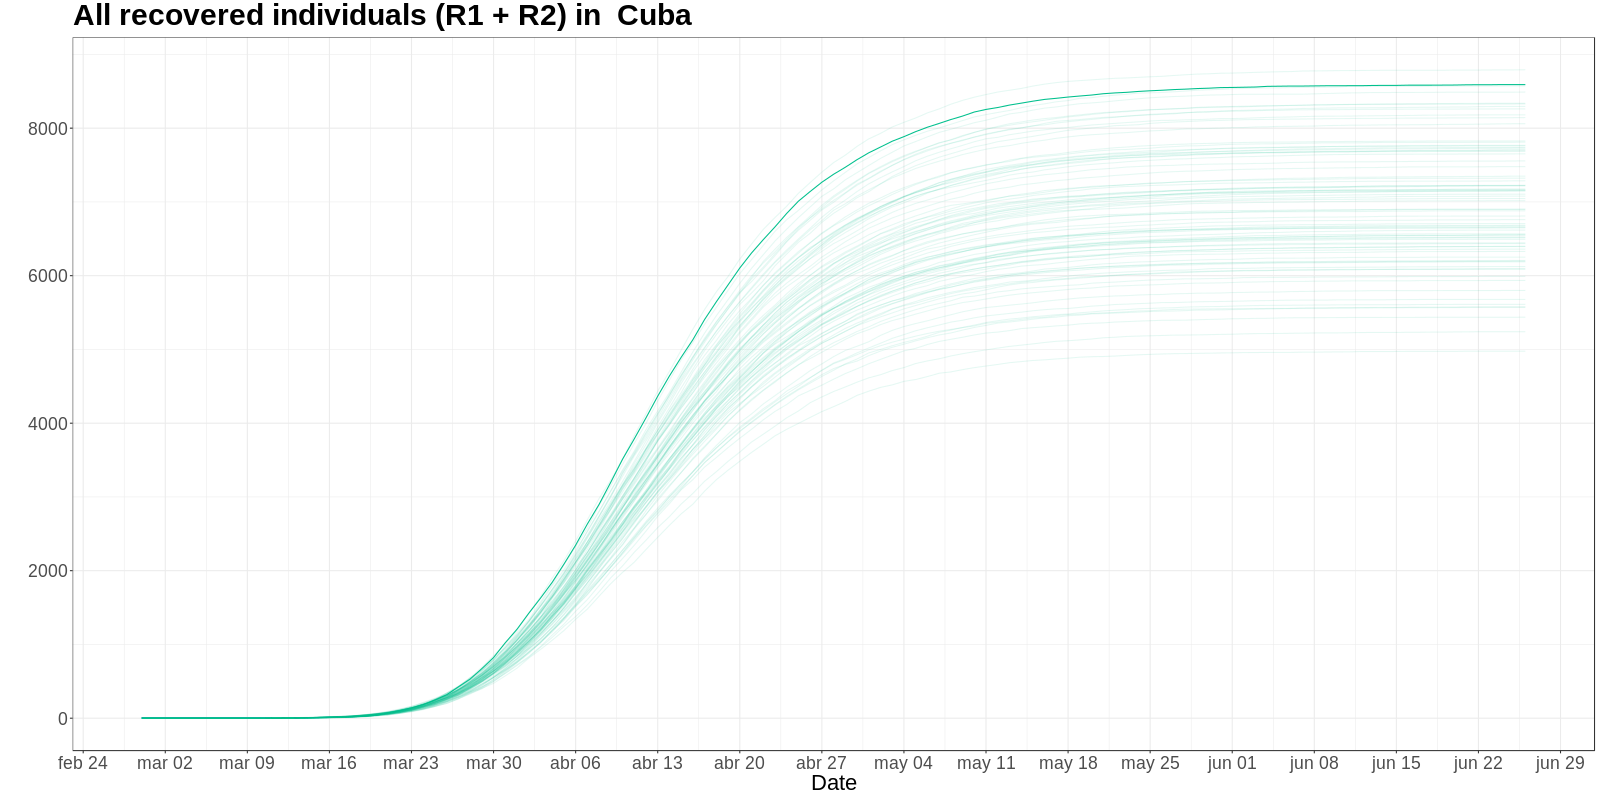 All recovered individuals (R1 + R2) in  Cuba
8000
6000
4000
2000
0
feb 24 mar 02 mar 09 mar 16 mar 23 mar 30 abr 06 abr 13 abr 20 abr 27 may 04 may 11 may 18 may 25 jun 01 jun 08 jun 15 jun 22 jun 29
Date